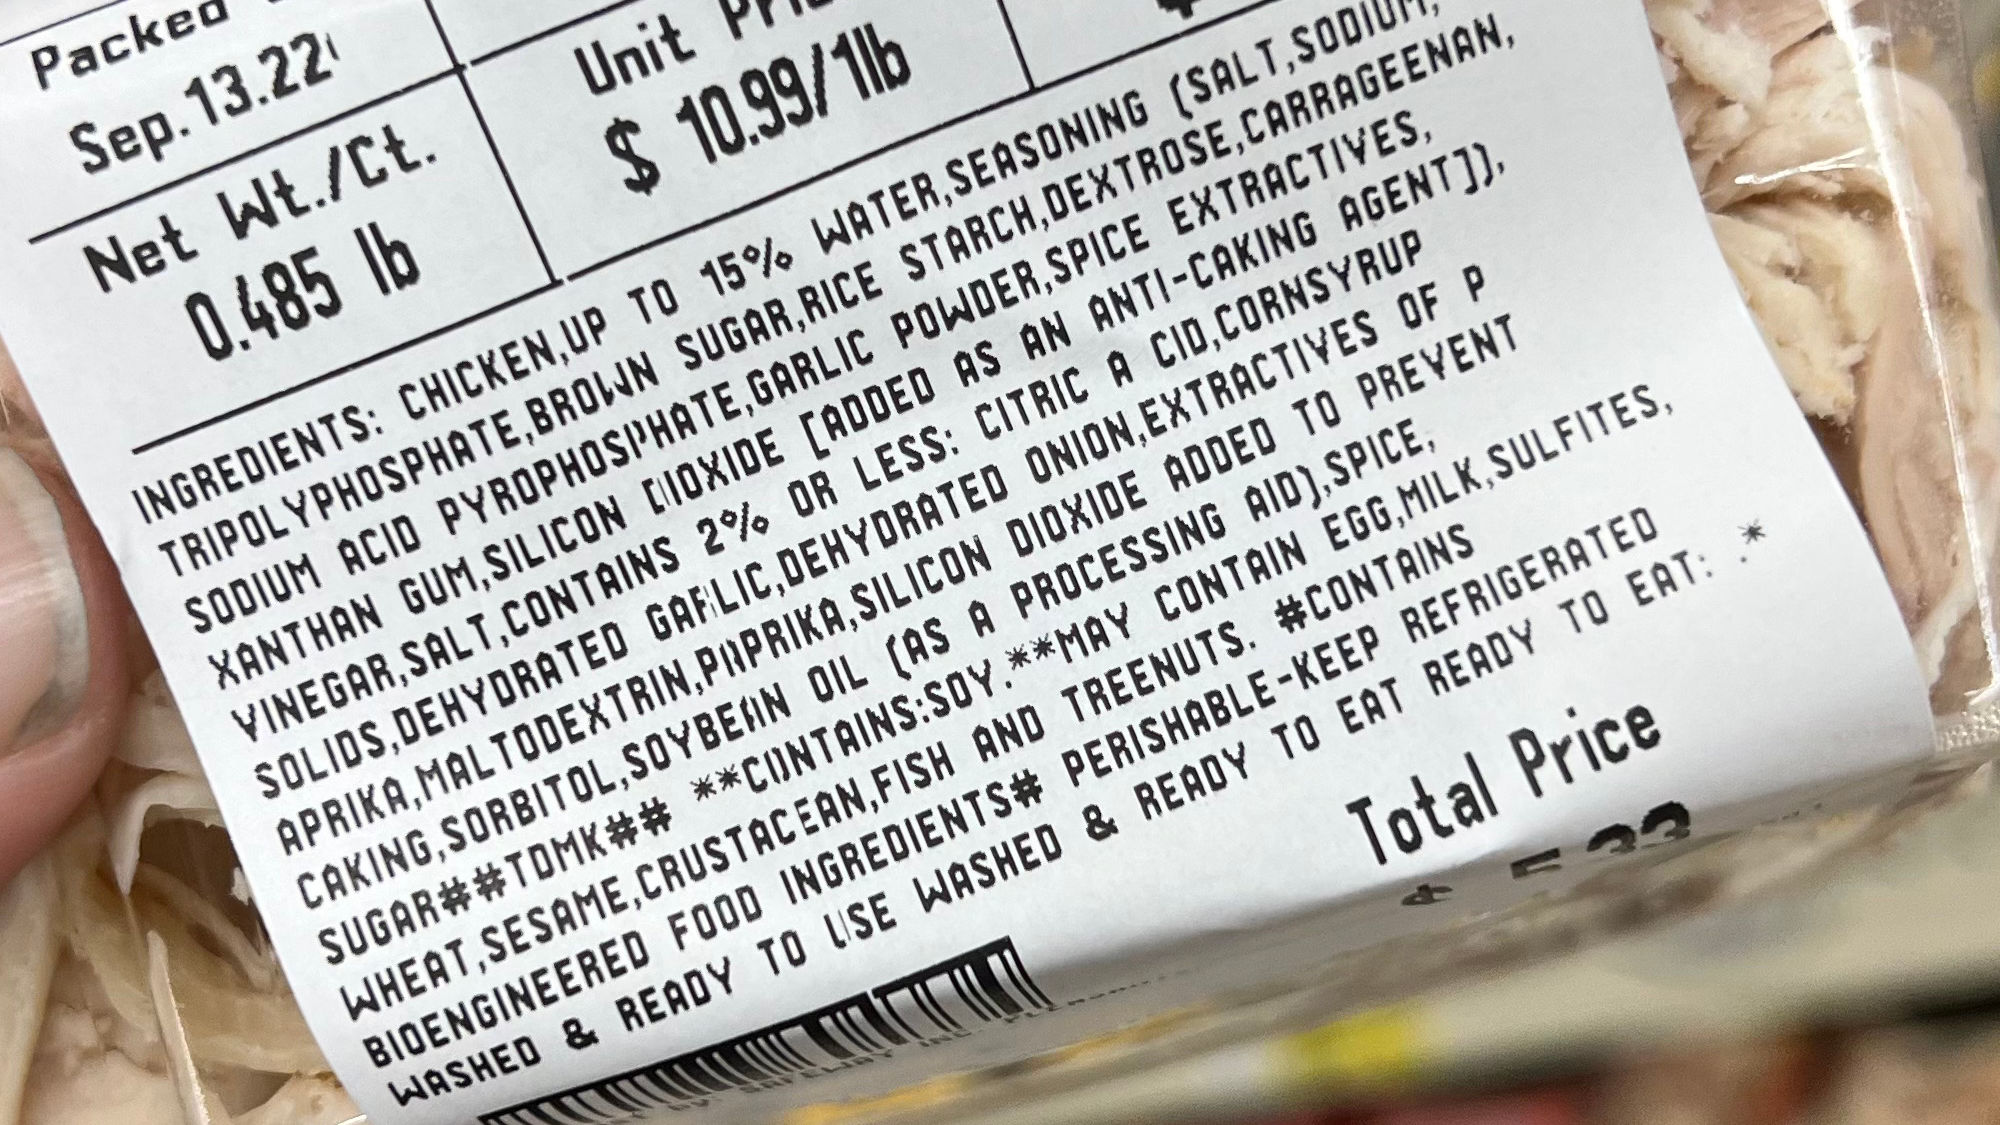 Packed
Sep.13.22
Unit
$ 10.99/1lb
Net Wt./Ct.
0.485 lb
INGREDIENTS: CHICKEN,UP TO 15% WATER,SEASONING (SALT,SODIUM,
TRIPOLYPHOSPHATE,BROWN SUGAR,RICE STARCH,DEXTROSE,CARRAGEENAN,
SODIUM ACID PYROPHOSPHATE,GARLIC POWDER,SPICE EXTRACTIVES,
XANTHAN GUM,SILICON DIOXIDE [ADDED AS AN ANTI-CAKING AGENT]),
VINEGAR,SALT,CONTAINS 2% OR LESS: CITRIC A CID,CORNSYRUP
SOLIDS,DEHYDRATED GARLIC,DEHYDRATED ONION,EXTRACTIVES OF P
APRIKA,MALTODEXTRIN,PAPRIKA,SILICON DIOXIDE ADDED TO PREVENT
CAKING,SORBITOL,SOYBEAN OIL (AS A PROCESSING AID),SPICE,
SUGAR##TDMK## **CONTAINS:SOY.**MAY CONTAIN EGG,MILK,SULFITES,
WHEAT,SESAME,CRUSTACEAN,FISH AND TREENUTS. #CONTAINS
BIOENGINEERED FOOD INGREDIENTS# PERISHABLE-KEEP REFRIGERATED
WASHED & READY TO USE WASHED & READY TO EAT READY TO EAT: .*
Total Price
$ 5.33
SAFEWAY INC.